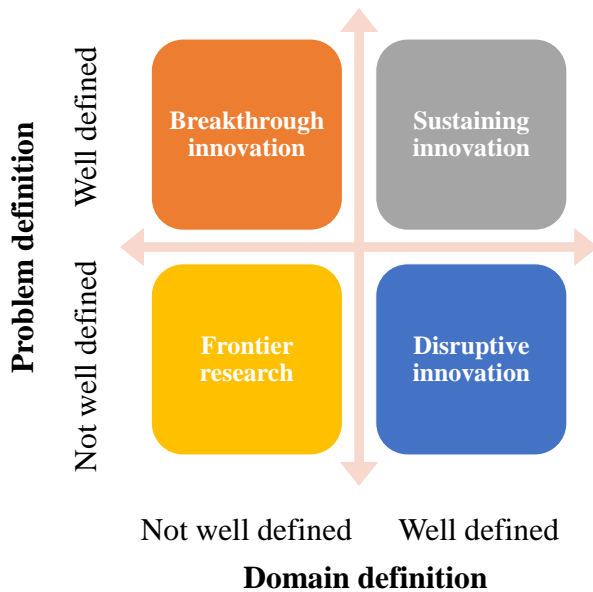 Problem definition
Well defined
Not well defined
Breakthrough
innovation
Sustaining
innovation
Frontier
research
Disruptive
innovation
Not well defined
Well defined
Domain definition